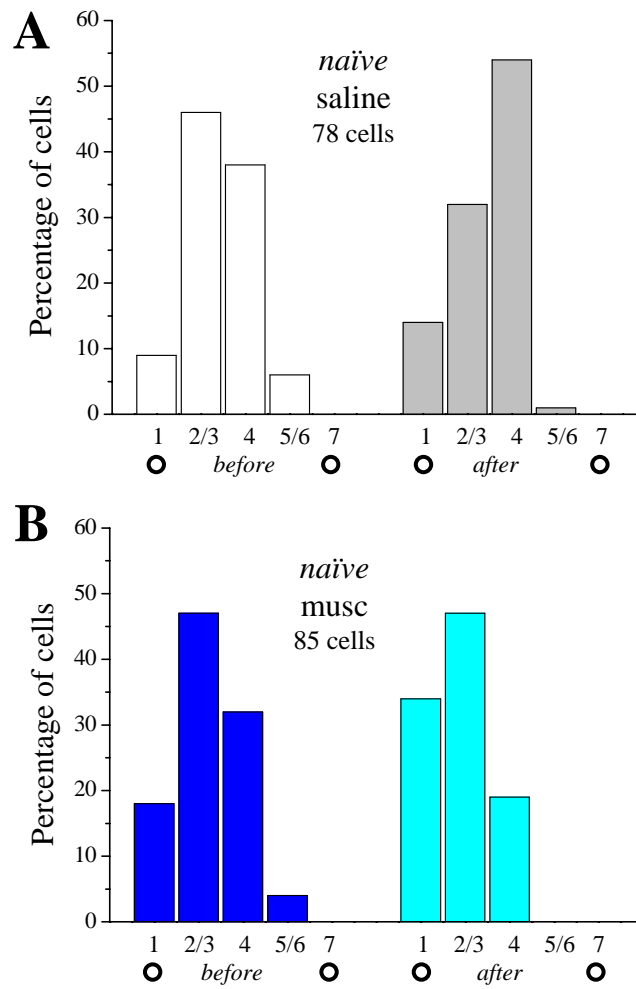 A
Percentage of cells
60
50
40
30
20
10
0
naïve
saline
78 cells
1 2/3 4 5/6 7 1 2/3 4 5/6 7
before after
B
Percentage of cells
60
50
40
30
20
10
0
naïve
musc
85 cells
1 2/3 4 5/6 7 1 2/3 4 5/6 7
before after